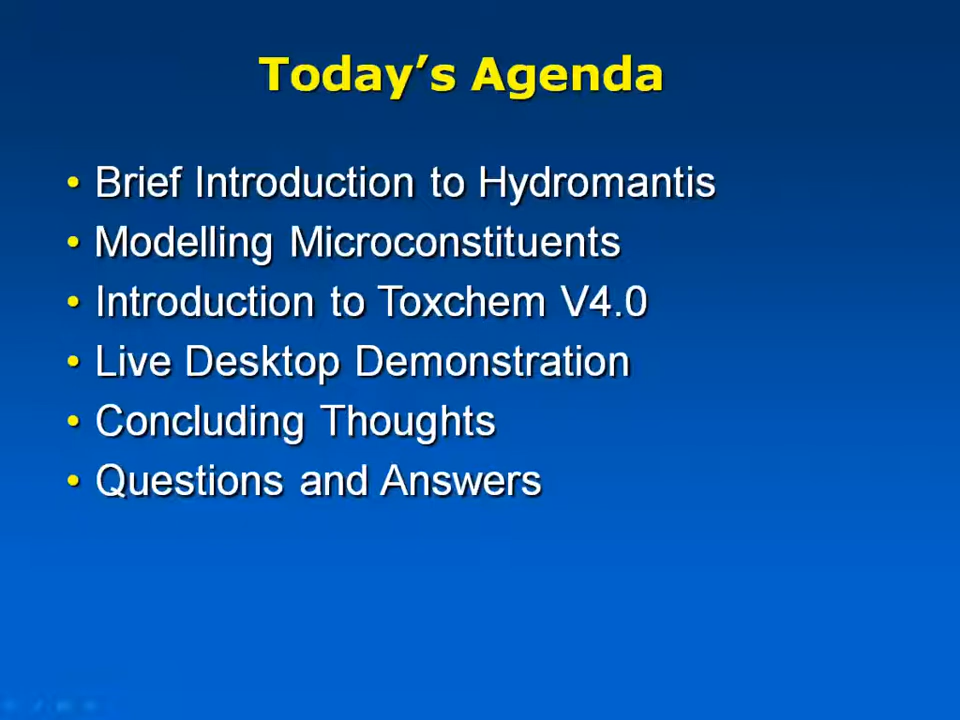 Today’s Agenda
• Brief Introduction to Hydromantis
• Modelling Microconstituents
• Introduction to Toxchem V4.0
• Live Desktop Demonstration
• Concluding Thoughts
• Questions and Answers